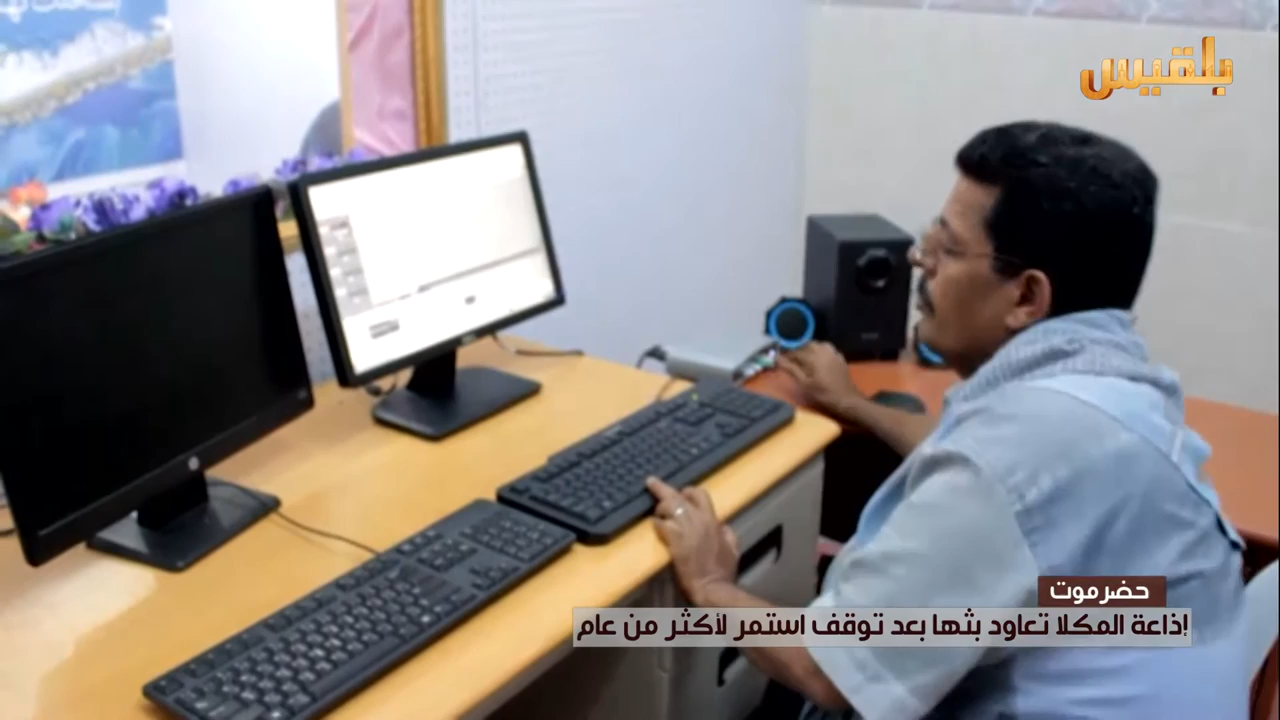 بلقيس
حضرموت
إذاعة المكلا تعاود بثها بعد توقف استمر لأكثر من عام